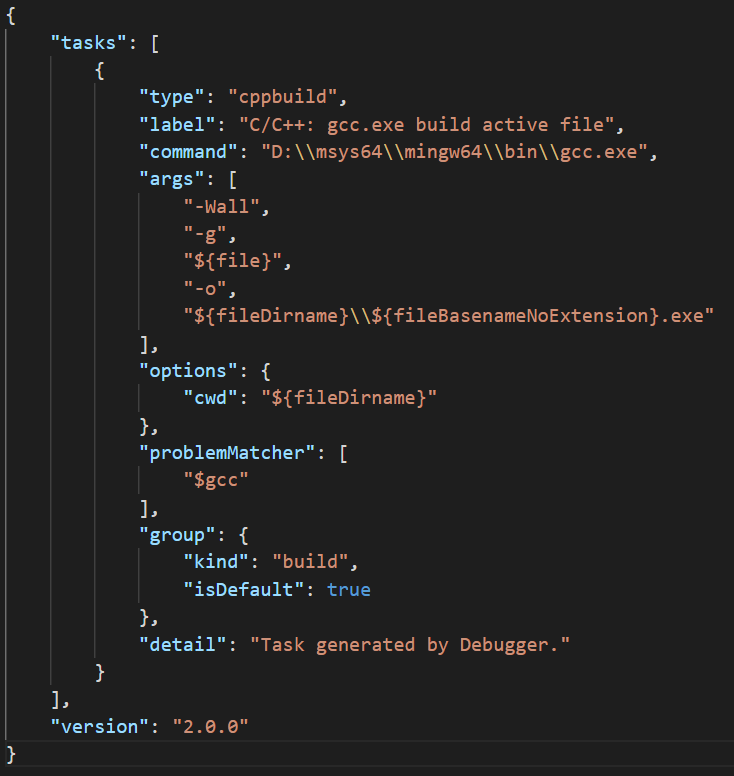 {
    "tasks": [
        {
            "type": "cppbuild",
            "label": "C/C++: gcc.exe build active file",
            "command": "D:\\msys64\\mingw64\\bin\\gcc.exe",
            "args": [
                "-Wall",
                "-g",
                "${file}",
                "-o",
                "${fileDirname}\\${fileBasenameNoExtension}.exe"
            ],
            "options": {
                "cwd": "${fileDirname}"
            },
            "problemMatcher": [
                "$gcc"
            ],
            "group": {
                "kind": "build",
                "isDefault": true
            },
            "detail": "Task generated by Debugger."
        }
    ],
    "version": "2.0.0"
}